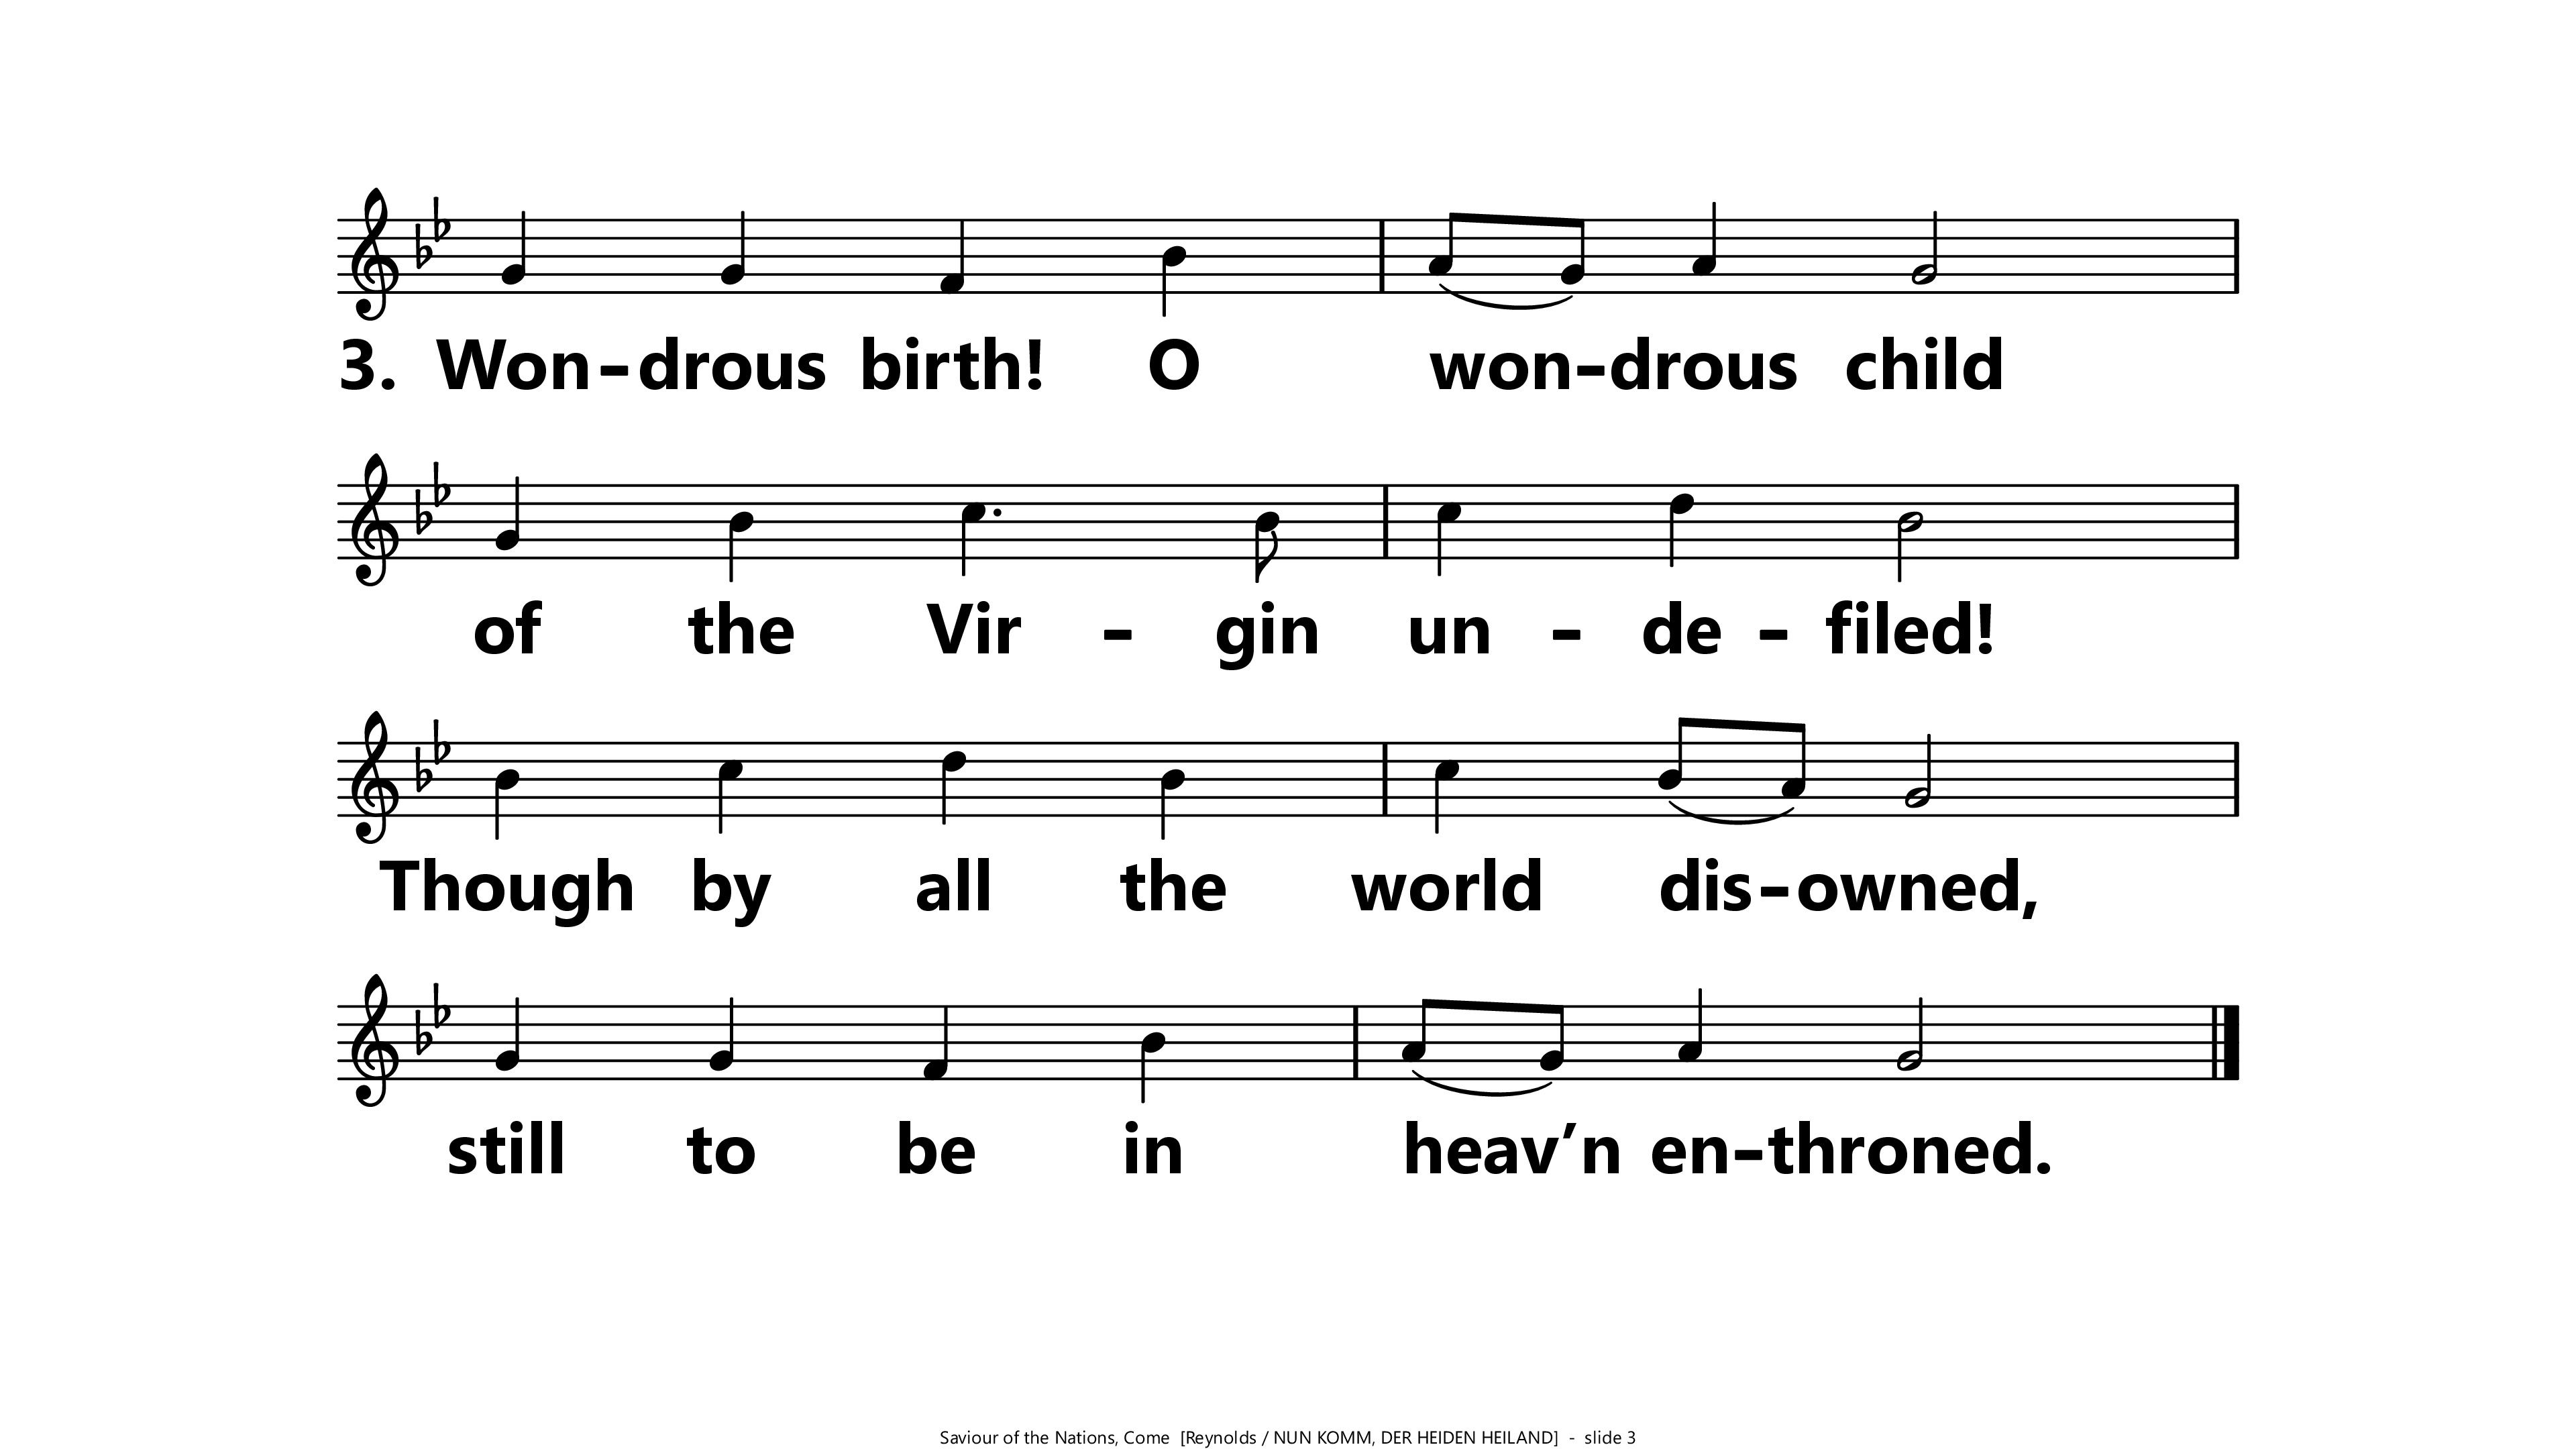 3. Won-drous birth! O won-drous child
of the Vir - gin un - de - filed!
Though by all the world dis-owned,
still to be in heav’n en-throned.
Saviour of the Nations, Come [Reynolds / NUN KOMM, DER HEIDEN HEILAND] - slide 3